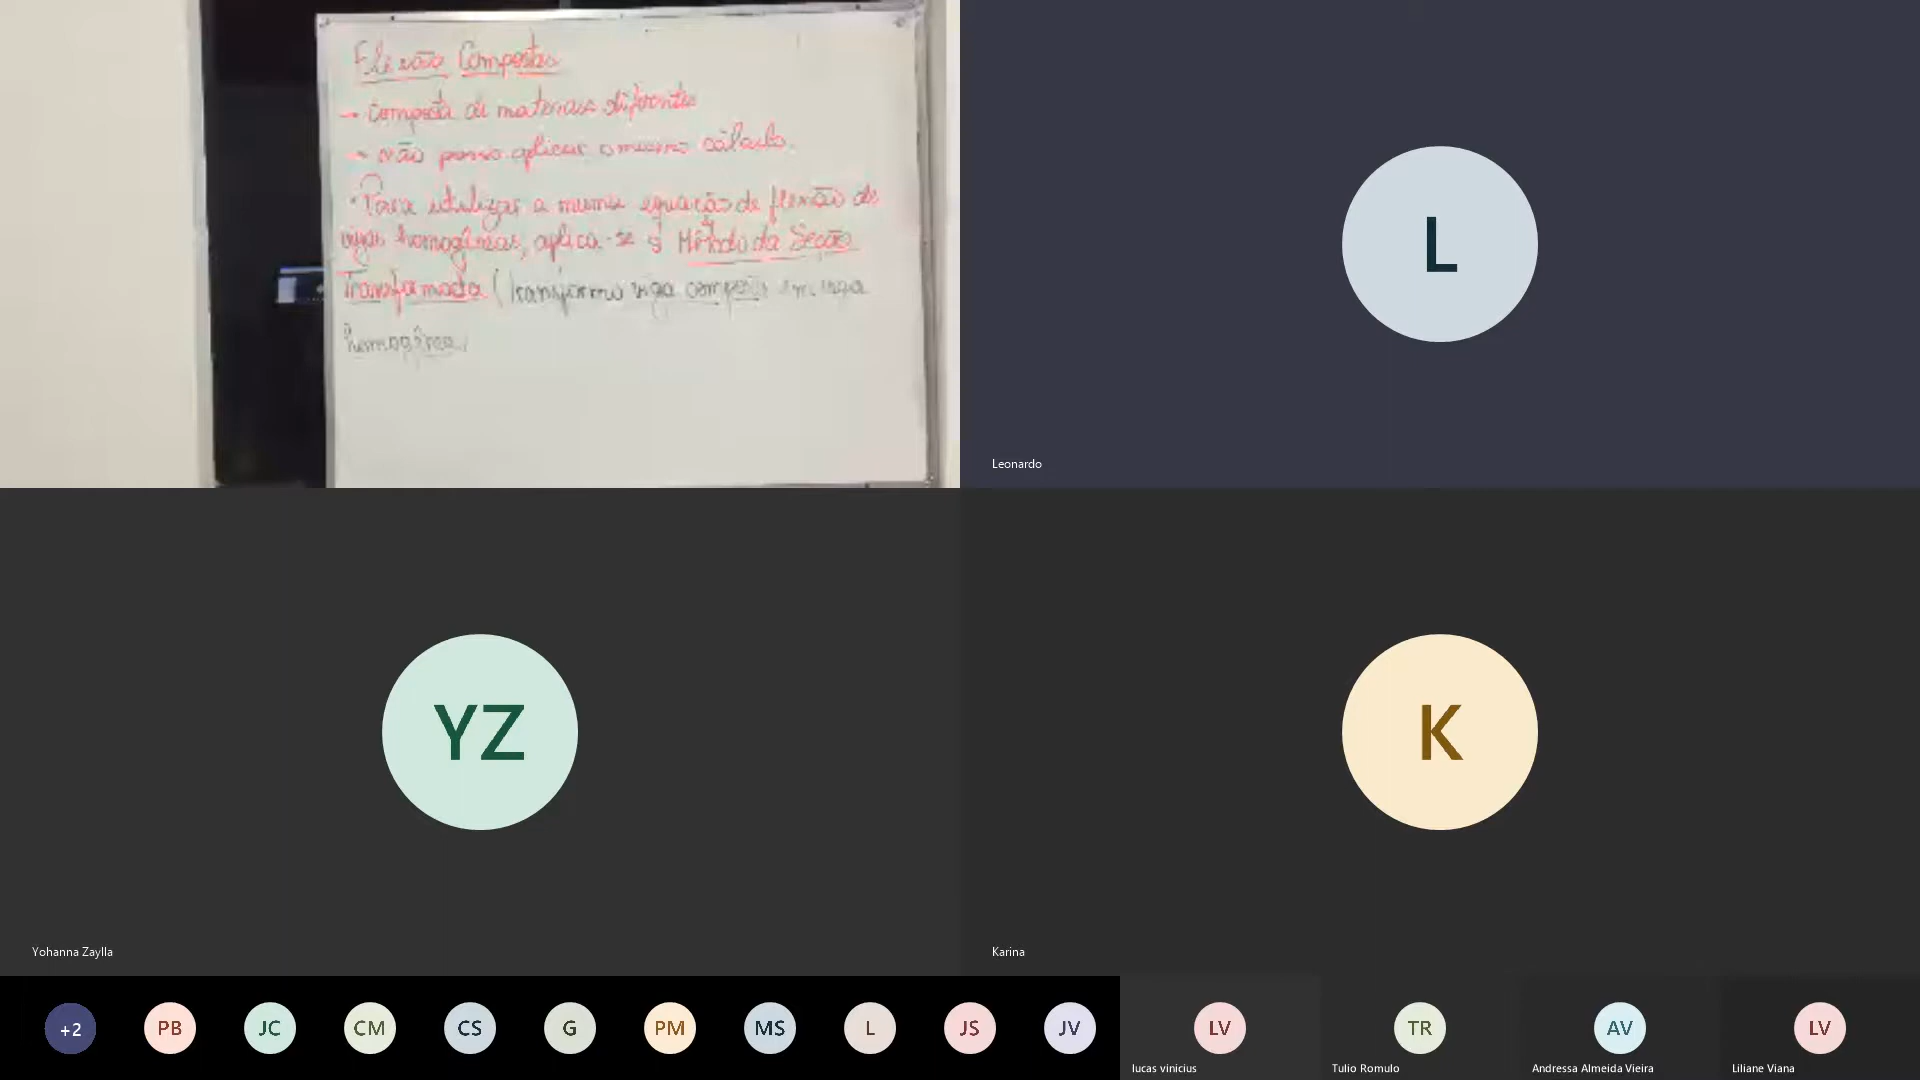 Flexão Compostas
→ Composta de materiais diferentes
→ não posso aplicar o mesmo cálculo.
• Para utilizar a mesma equação de flexão de
vigas homogêneas, aplica-se o Método da Seção
Transformada (Transforma viga composta em viga
homogênea)
L
Leonardo
YZ
Yohanna Zaylla
K
Karina
+2 PB JC CM CS G PM MS L JS JV LV TR AV LV
lucas vinicius Tulio Romulo Andressa Almeida Vieira Liliane Viana